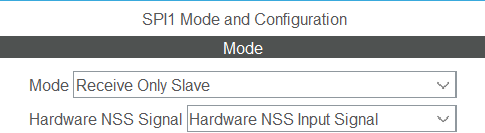 SPI1 Mode and Configuration
Mode
Mode Receive Only Slave
Hardware NSS Signal Hardware NSS Input Signal